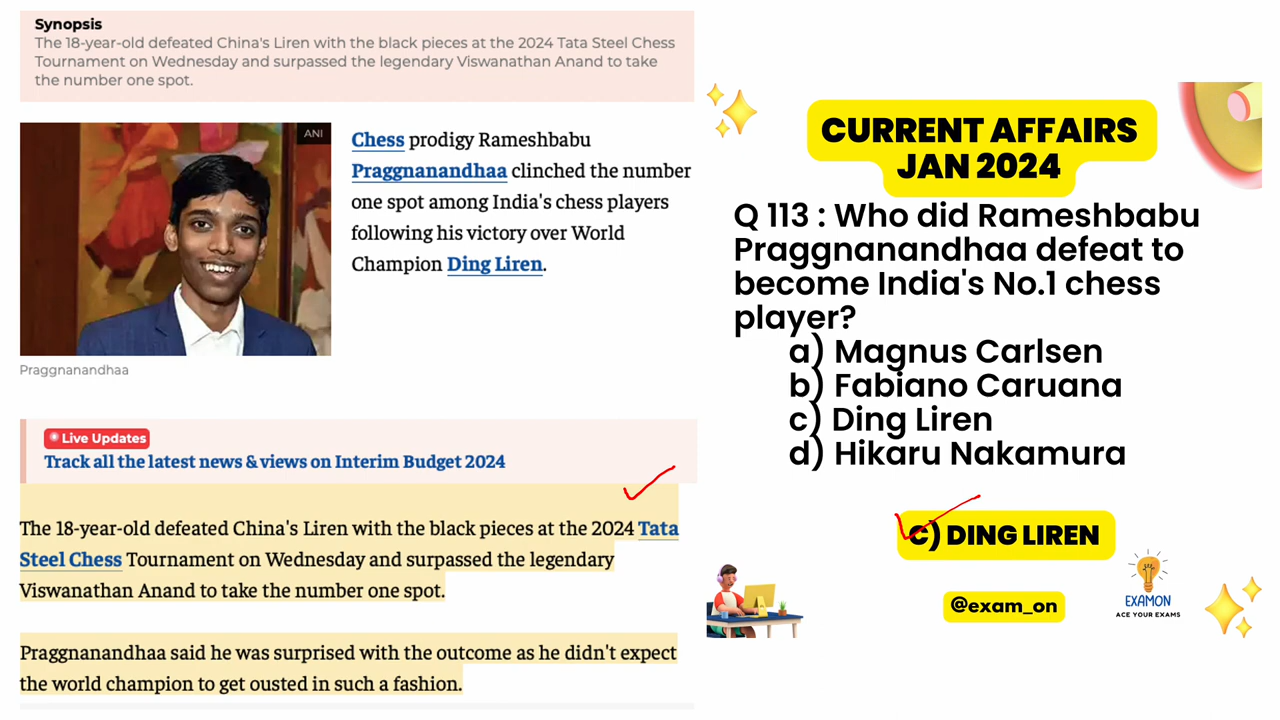 Synopsis
The 18-year-old defeated China's Liren with the black pieces at the 2024 Tata Steel Chess
Tournament on Wednesday and surpassed the legendary Viswanathan Anand to take
the number one spot.
ANI
Chess prodigy Rameshbabu
Praggnanandhaa clinched the number
one spot among India's chess players
following his victory over World
Champion Ding Liren.
Praggnanandhaa
Live Updates
Track all the latest news & views on Interim Budget 2024
The 18-year-old defeated China's Liren with the black pieces at the 2024 Tata
Steel Chess Tournament on Wednesday and surpassed the legendary
Viswanathan Anand to take the number one spot.
Praggnanandhaa said he was surprised with the outcome as he didn't expect
the world champion to get ousted in such a fashion.
CURRENT AFFAIRS
JAN 2024
Q 113 : Who did Rameshbabu
Praggnanandhaa defeat to
become India's No.1 chess
player?
a) Magnus Carlsen
b) Fabiano Caruana
c) Ding Liren
d) Hikaru Nakamura
C) DING LIREN
@exam_on
EXAMON
ACE YOUR EXAMS